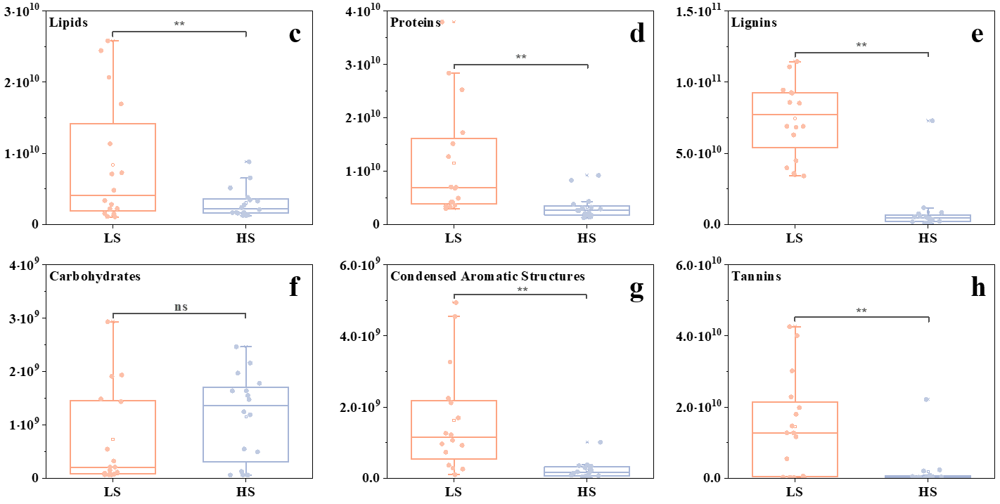 Lipids
c
**
3·10¹⁰
2·10¹⁰
1·10¹⁰
0
LS HS
Proteins
d
**
4·10¹⁰
3·10¹⁰
2·10¹⁰
1·10¹⁰
0
LS HS
Lignins
e
**
1.5·10¹¹
1.0·10¹¹
5.0·10¹⁰
0.0
LS HS
Carbohydrates
f
ns
4·10⁹
3·10⁹
2·10⁹
1·10⁹
0
LS HS
Condensed Aromatic Structures
g
**
6.0·10⁹
4.0·10⁹
2.0·10⁹
0.0
LS HS
Tannins
h
**
6.0·10¹⁰
4.0·10¹⁰
2.0·10¹⁰
0.0
LS HS